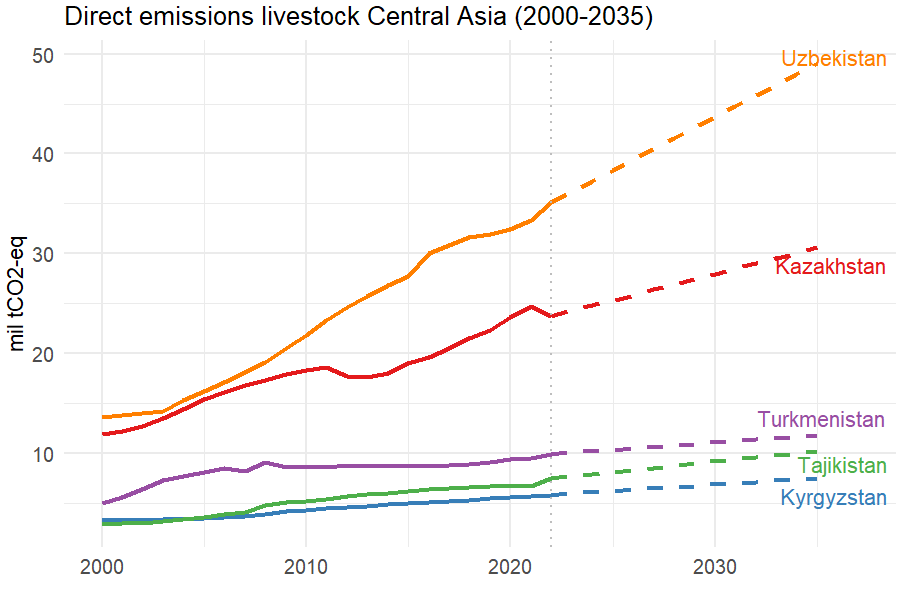 Direct emissions livestock Central Asia (2000-2035)
mil tCO2-eq
50
40
30
20
10
Uzbekistan
Kazakhstan
Turkmenistan
Tajikistan
Kyrgyzstan
2000
2010
2020
2030